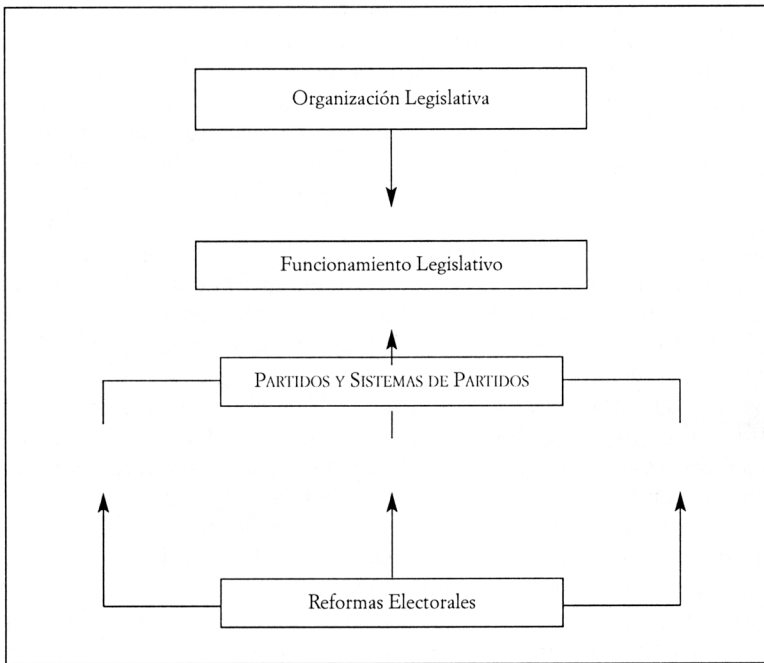 Organización Legislativa
Funcionamiento Legislativo
PARTIDOS Y SISTEMAS DE PARTIDOS
Reformas Electorales